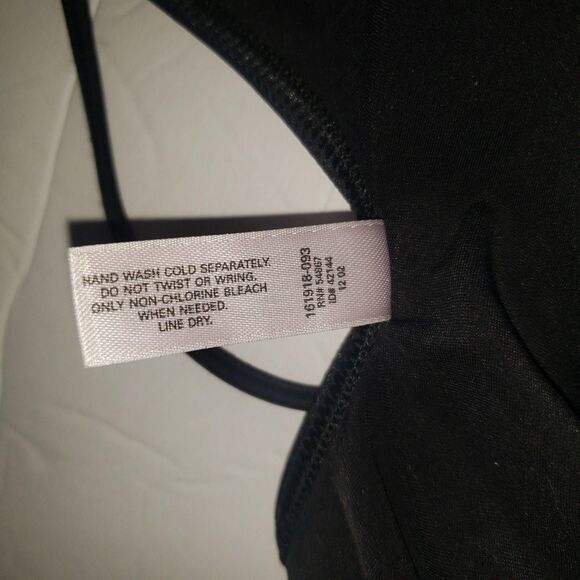 HAND WASH COLD SEPARATELY.
DO NOT TWIST OR WRING.
ONLY NON-CHLORINE BLEACH
WHEN NEEDED.
LINE DRY.
161918-093
RN# 54867
ID# 42144
12 02